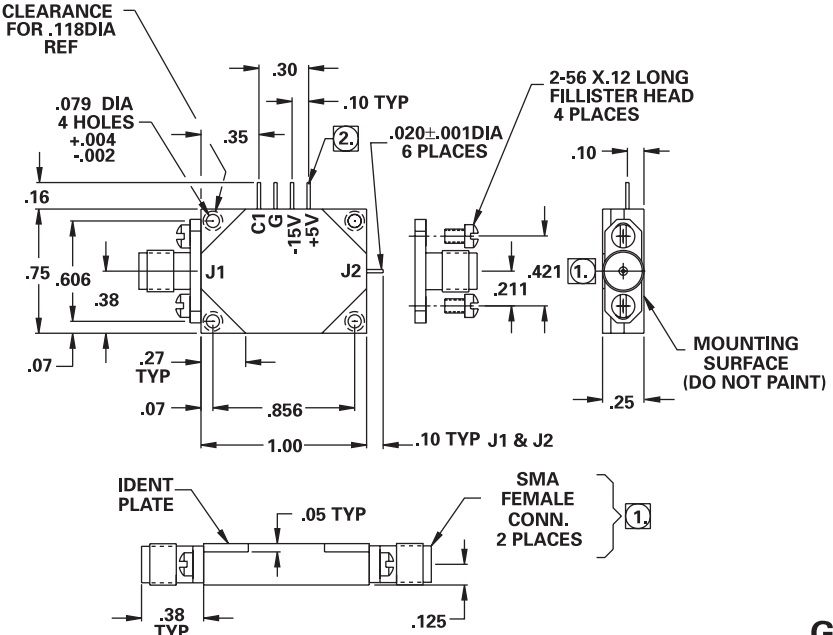 CLEARANCE
FOR .118DIA
REF
.30
2-56 X.12 LONG
FILLISTER HEAD
4 PLACES
.079 DIA
4 HOLES
+.004
-.002
.10 TYP
.35
2.
.020±.001DIA
6 PLACES
.10
.16
C1
G
-15V
+5V
.75
.606
.38
J1
J2
.421
1.
.211
.07
.27
TYP
MOUNTING
SURFACE
(DO NOT PAINT)
.07
.856
.25
1.00
.10 TYP J1 & J2
IDENT
PLATE
.05 TYP
SMA
FEMALE
CONN.
2 PLACES
1.
.38
TYP
.125
G